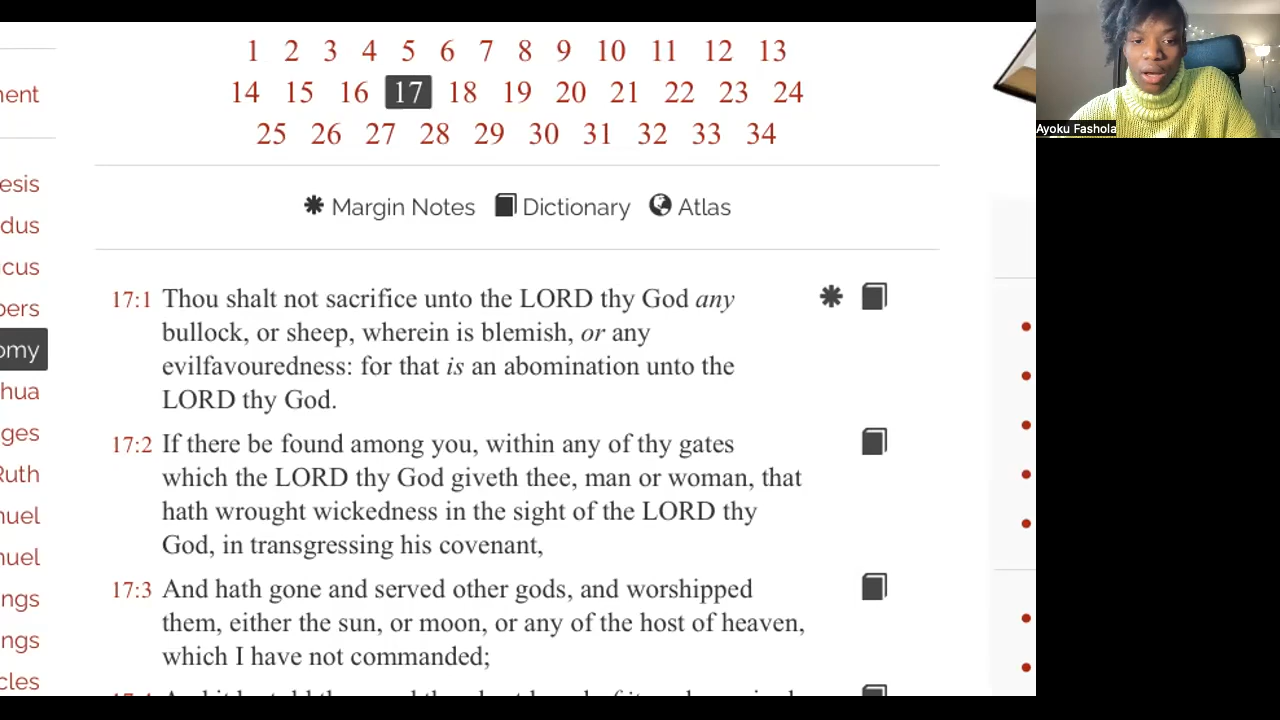 1 2 3 4 5 6 7 8 9 10 11 12 13
14 15 16 17 18 19 20 21 22 23 24
25 26 27 28 29 30 31 32 33 34
Margin Notes Dictionary Atlas
ent
esis
dus
icus
bers
omy
hua
ges
Ruth
uel
uel
ngs
ngs
cles
17:1 Thou shalt not sacrifice unto the LORD thy God any
bullock, or sheep, wherein is blemish, or any
evilfavouredness: for that is an abomination unto the
LORD thy God.
17:2 If there be found among you, within any of thy gates
which the LORD thy God giveth thee, man or woman, that
hath wrought wickedness in the sight of the LORD thy
God, in transgressing his covenant,
17:3 And hath gone and served other gods, and worshipped
them, either the sun, or moon, or any of the host of heaven,
which I have not commanded;
Ayoku Fashola